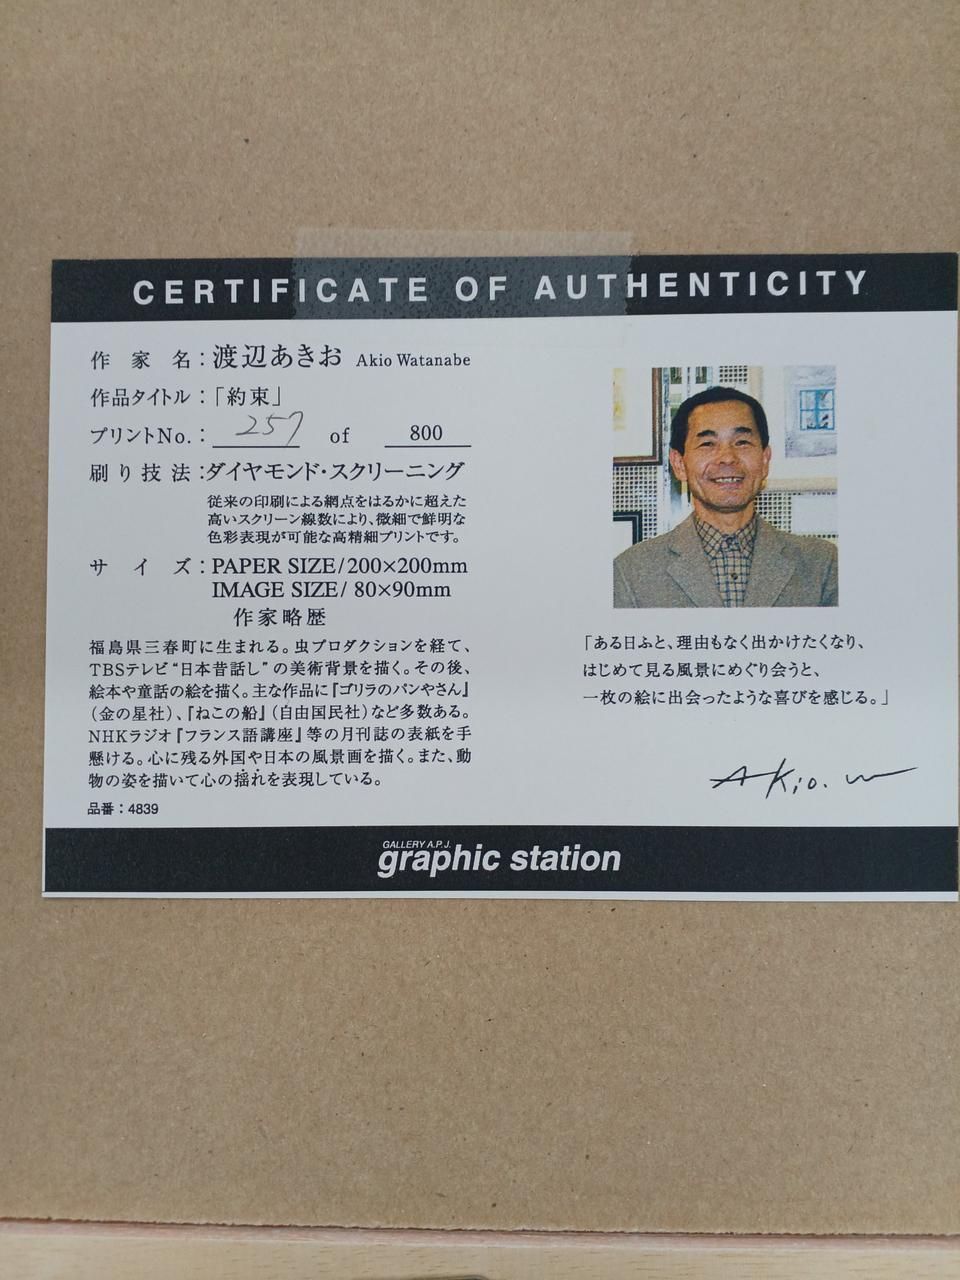 CERTIFICATE OF AUTHENTICITY
作家名：渡辺あきお Akio Watanabe
作品タイトル：「約束」
プリントNo.： 257 of 800
刷り技法：ダイヤモンド・スクリーニング
従来の印刷による網点をはるかに超えた
高いスクリーン線数により、微細で鮮明な
色彩表現が可能な高精細プリントです。
サイズ：PAPER SIZE/200×200mm
IMAGE SIZE/ 80×90mm
作家略歴
福島県三春町に生まれる。虫プロダクションを経て、
TBSテレビ“日本昔話し”の美術背景を描く。その後、
絵本や童話の絵を描く。主な作品に『ゴリラのパンやさん』
（金の星社）、『ねこの船』（自由国民社）など多数ある。
NHKラジオ『フランス語講座』等の月刊誌の表紙を手
懸ける。心に残る外国や日本の風景画を描く。また、動
物の姿を描いて心の揺れを表現している。
品番：4839
「ある日ふと、理由もなく出かけたくなり、
はじめて見る風景にめぐり会うと、
一枚の絵に出会ったような喜びを感じる。」
Akio. w
GALLERY A.P.J.
graphic station